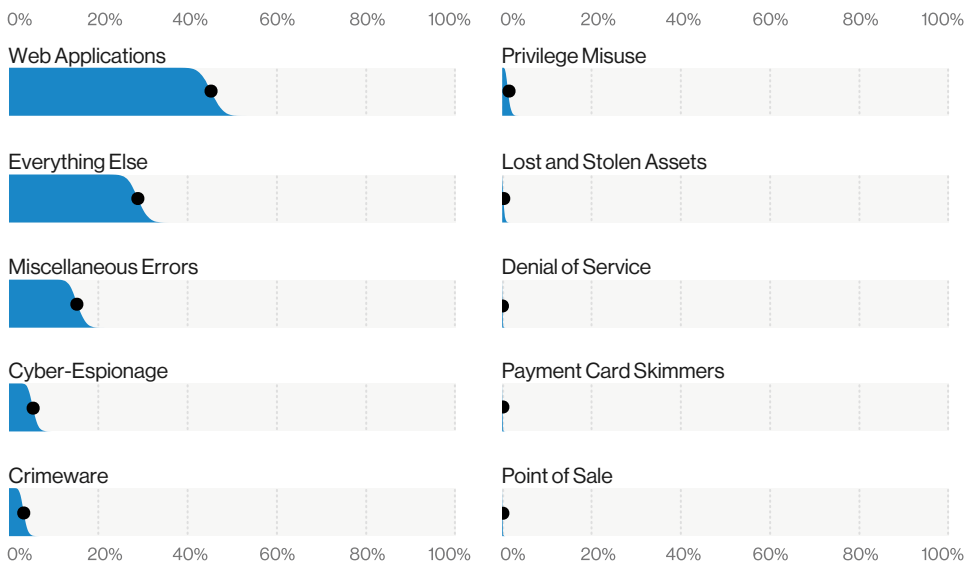 0% 20% 40% 60% 80% 100%
Web Applications
Everything Else
Miscellaneous Errors
Cyber-Espionage
Crimeware
0% 20% 40% 60% 80% 100%
0% 20% 40% 60% 80% 100%
Privilege Misuse
Lost and Stolen Assets
Denial of Service
Payment Card Skimmers
Point of Sale
0% 20% 40% 60% 80% 100%